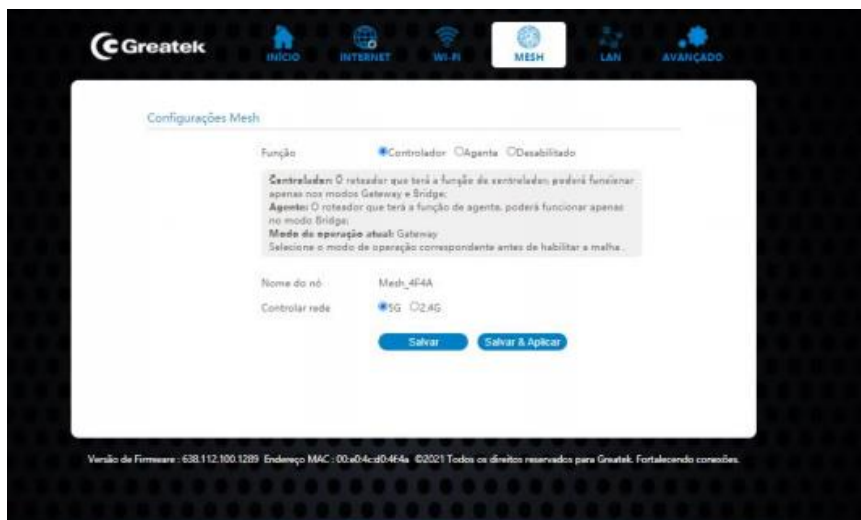 Greatek
INÍCIO INTERNET WI-FI MESH LAN AVANÇADO
Configurações Mesh
Função Controlador Agente Desabilitado
Controlador: O roteador que terá a função de controlador, poderá funcionar
apenas nos modos Gateway e Bridge;
Agente: O roteador que terá a função de agente, poderá funcionar apenas
no modo Bridge;
Modo de operação atual: Gateway
Selecione o modo de operação correspondente antes de habilitar a malha .
Nome do nó Mesh_4F4A
Controlar rede 5G 2.4G
Salvar Salvar & Aplicar
Versão de Firmware : 638.112.100.1289 Endereço MAC : 00:e0:4c:d0:4f:4a ©2021 Todos os direitos reservados para Greatek. Fortalecendo conexões.